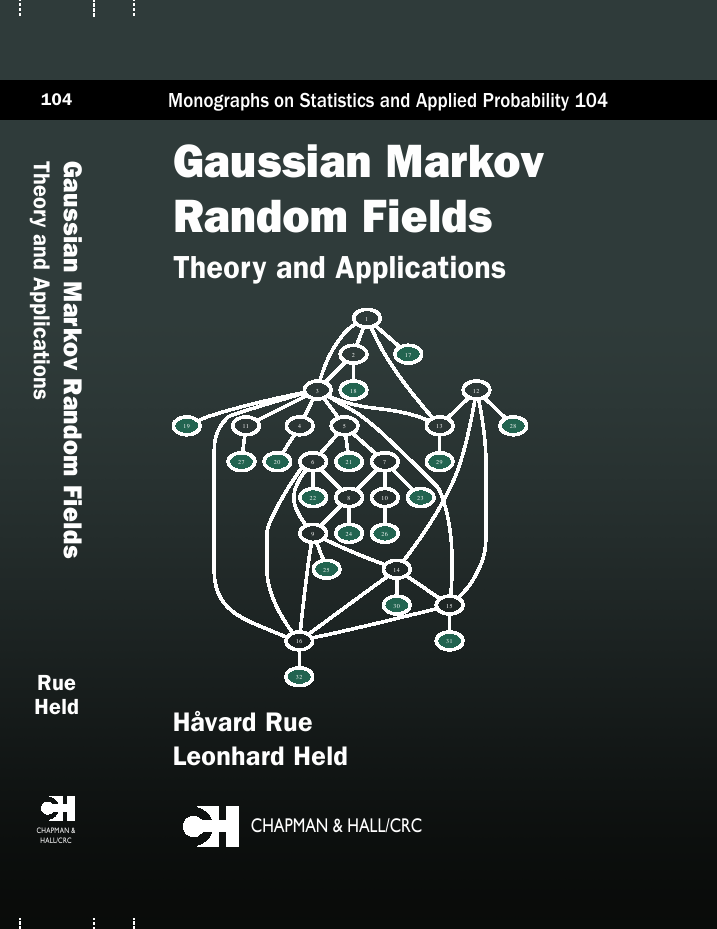 104
Monographs on Statistics and Applied Probability 104
Gaussian Markov
Random Fields
Theory and Applications
Gaussian Markov Random Fields
Theory and Applications
1
2
17
3
18
12
19
11
4
5
13
28
27
20
6
21
7
29
22
8
10
23
9
24
26
25
14
30
15
16
31
32
Rue
Held
Håvard Rue
Leonhard Held
CH
CHAPMAN &
HALL/CRC
CH
CHAPMAN & HALL/CRC